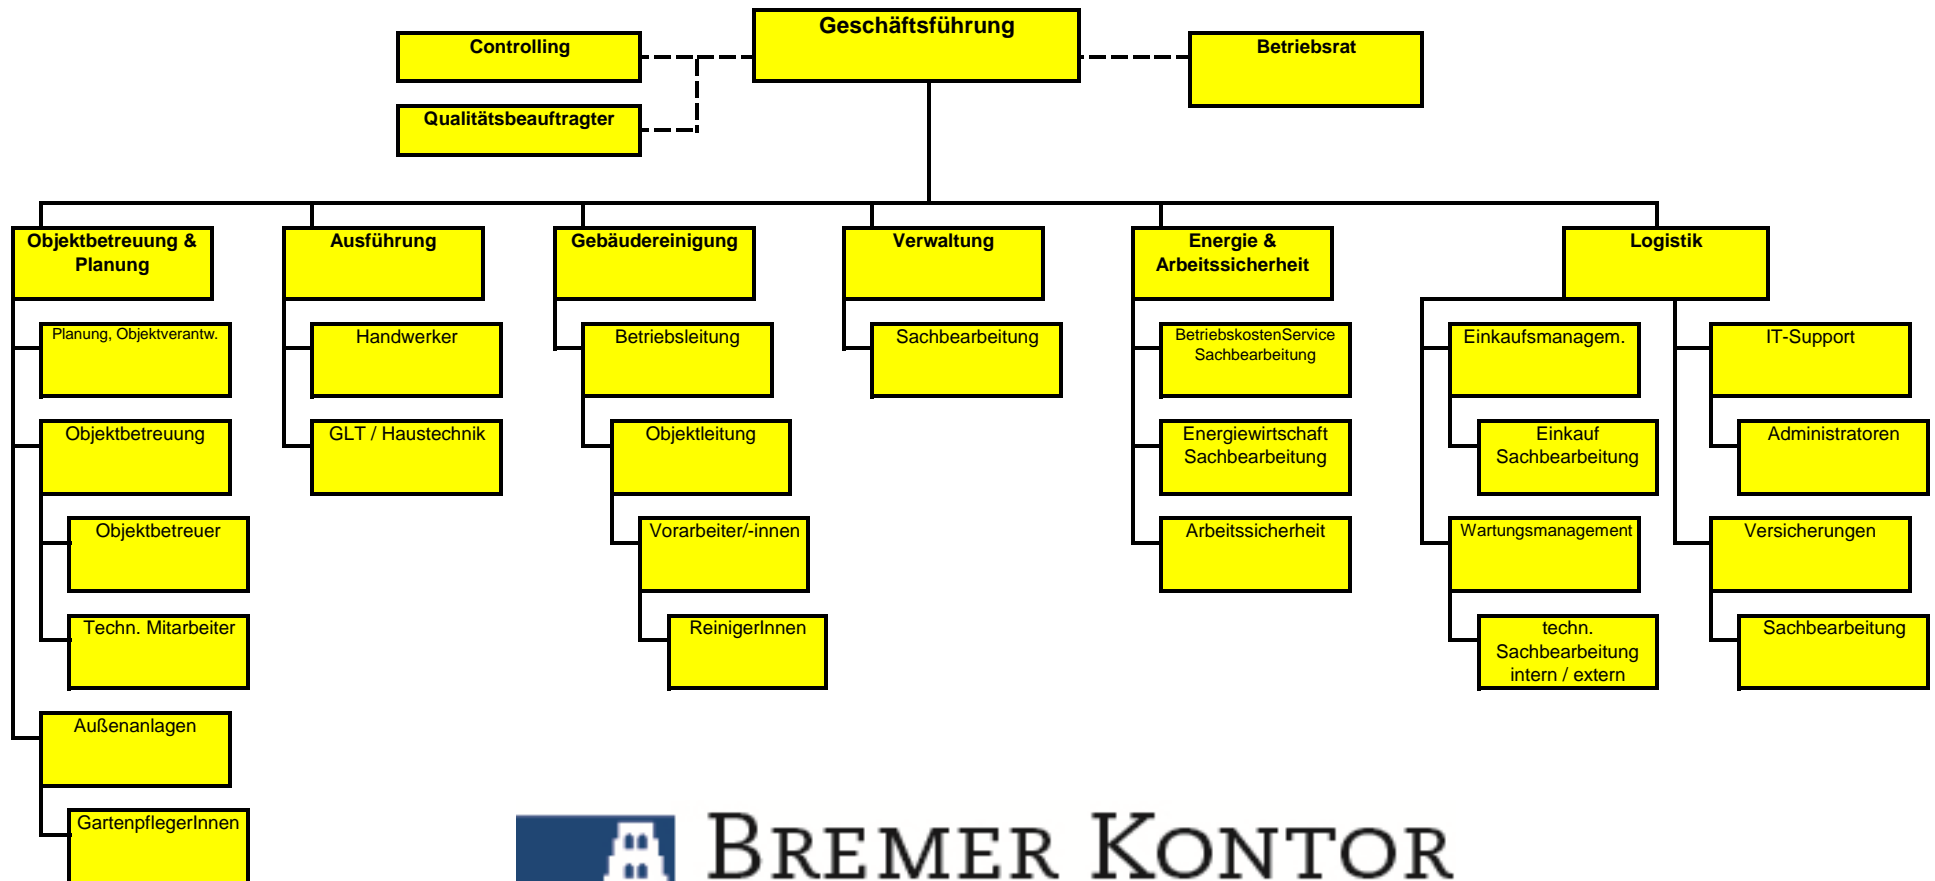 Geschäftsführung
Controlling
Betriebsrat
Qualitätsbeauftragter
Objektbetreuung &
Planung
Ausführung
Gebäudereinigung
Verwaltung
Energie &
Arbeitssicherheit
Logistik
Planung, Objektverantw.
Handwerker
Betriebsleitung
Sachbearbeitung
BetriebskostenService
Sachbearbeitung
Einkaufsmanagem.
IT-Support
Objektbetreuung
GLT / Haustechnik
Objektleitung
Energiewirtschaft
Sachbearbeitung
Einkauf
Sachbearbeitung
Administratoren
Objektbetreuer
Vorarbeiter/-innen
Arbeitssicherheit
Wartungsmanagement
Versicherungen
Techn. Mitarbeiter
ReinigerInnen
techn.
Sachbearbeitung
intern / extern
Sachbearbeitung
Außenanlagen
GartenpflegerInnen
BREMER KONTOR